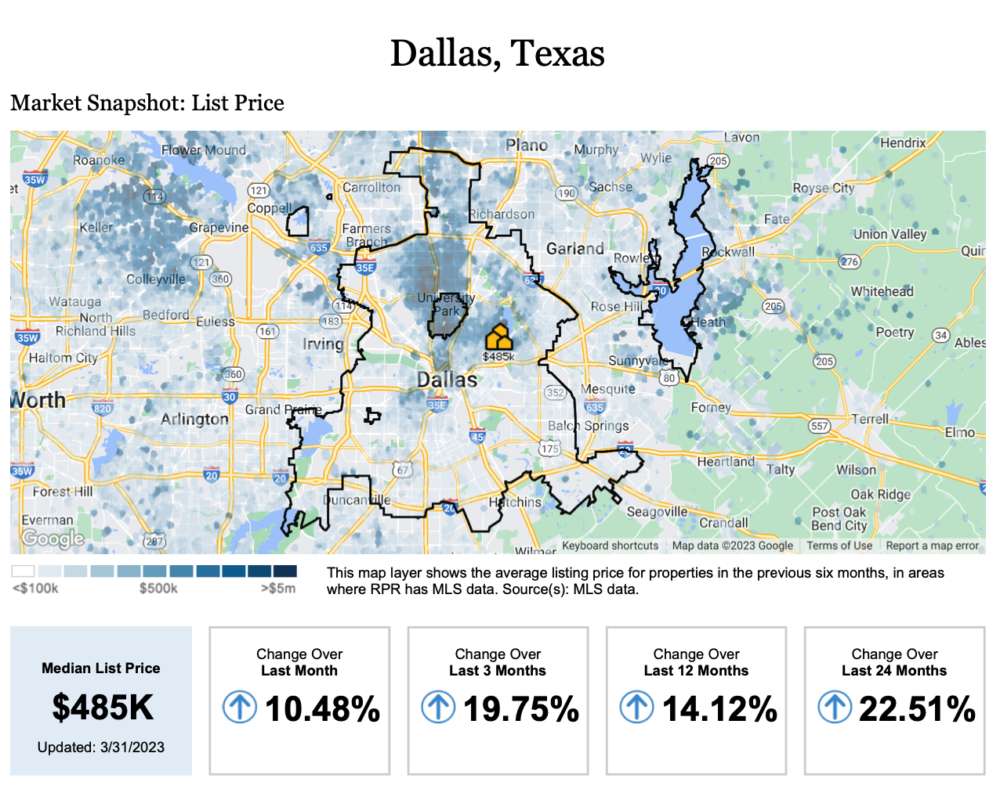 Dallas, Texas
Market Snapshot: List Price
Flower Mound
Roanoke
35W
et
114
121
Coppell
Keller
Grapevine
121
360
Colleyville
Watauga
North
Richland Hills
Bedford
Euless
35W
Haltom City
161
Irving
114
183
360
Worth
820
30
Grand Prairie
Arlington
35W
20
20
Forest Hill
Everman
Google
287
Carrollton
Farmers
Branch
635
35E
Plano
Murphy
Wylie
Lavon
205
Hendrix
190
Sachse
Royse City
Richardson
Fate
Garland
Rowlett
Rockwall
Union Valley
276
Quin
University
Park
Rose Hill
30
Heath
205
Whitehead
Poetry
34
Ables
$485k
Dallas
Sunnyvale
80
205
35E
352
Mesquite
635
Forney
Balch Springs
557
Terrell
Elmo
45
175
20
67
Heartland
Talty
Wilson
Duncanville
20
Hutchins
Seagoville
Oak Ridge
Post Oak
Bend City
Crandall
Wilmer
Keyboard shortcuts
Map data ©2023 Google
Terms of Use
Report a map error
<$100k
$500k
>$5m
This map layer shows the average listing price for properties in the previous six months, in areas
where RPR has MLS data. Source(s): MLS data.
Median List Price
$485K
Updated: 3/31/2023
Change Over
Last Month
10.48%
Change Over
Last 3 Months
19.75%
Change Over
Last 12 Months
14.12%
Change Over
Last 24 Months
22.51%